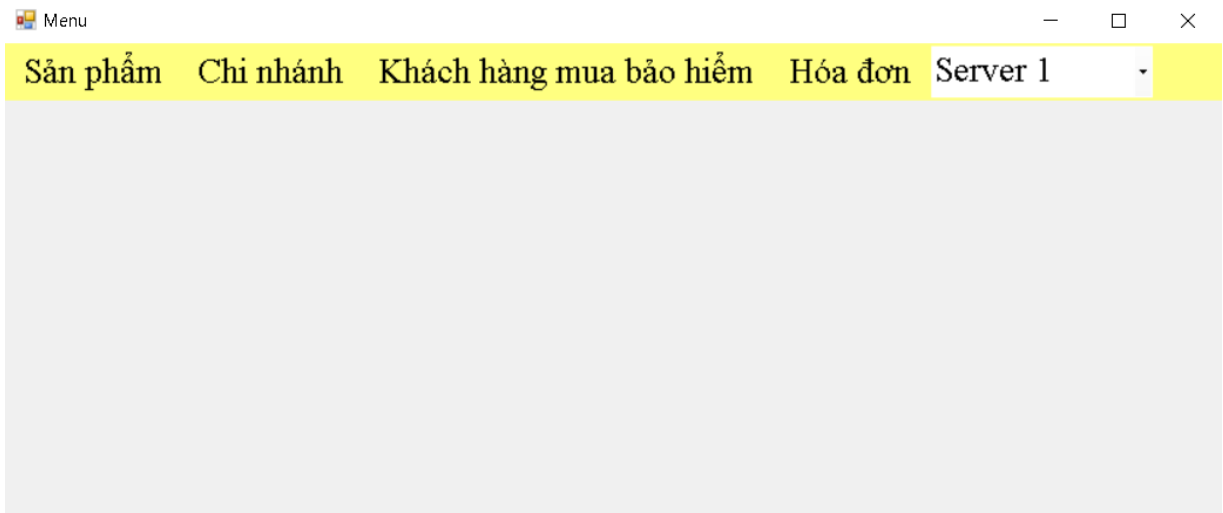 Menu
Sản phẩm Chi nhánh Khách hàng mua bảo hiểm Hóa đơn Server 1